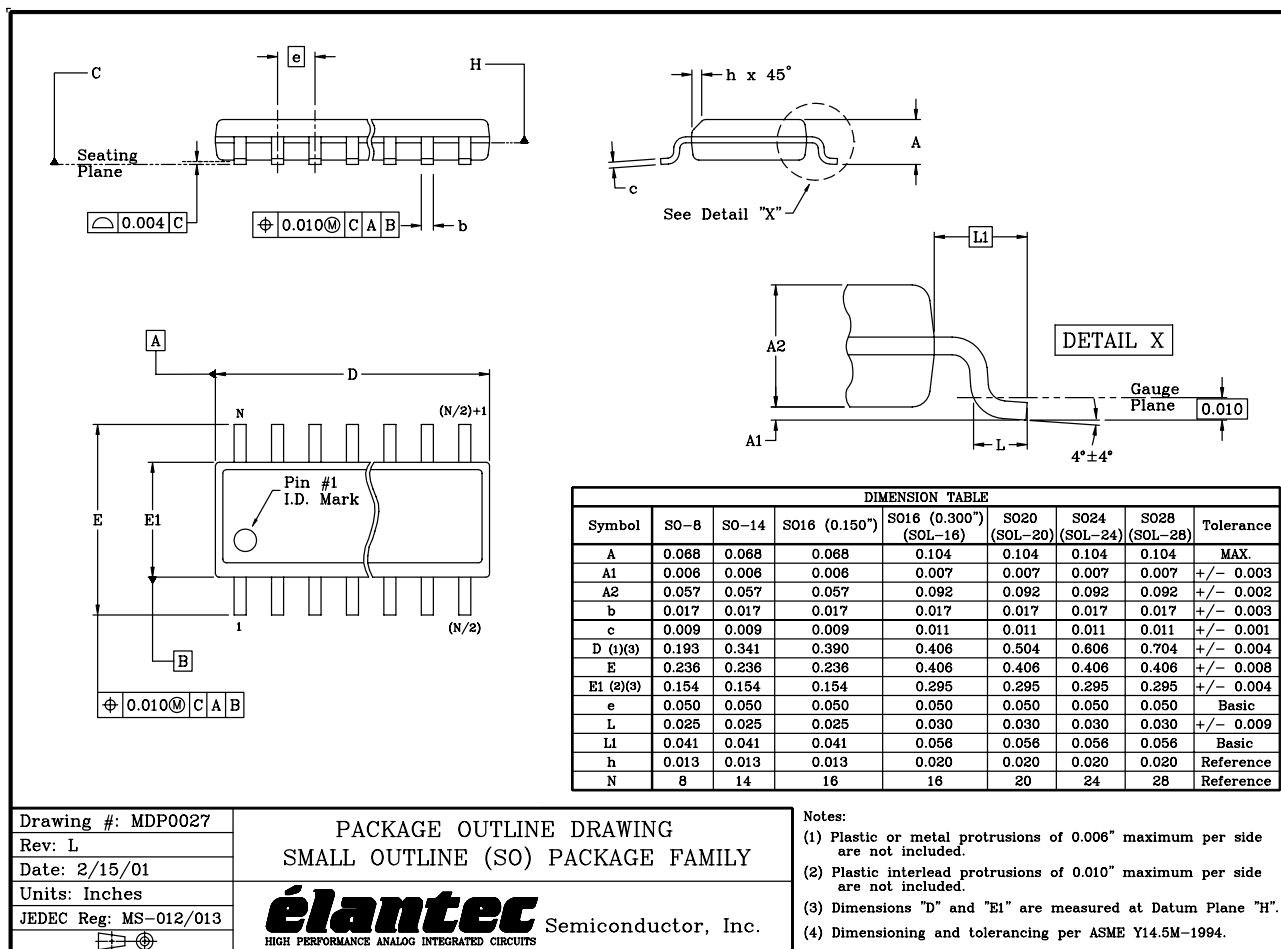 C
e
H
h x 45°
A
Seating
Plane
c
0.004 C
0.010Ⓜ C A B
b
See Detail "X"
L1
A2
DETAIL X
Gauge
Plane
0.010
A1
L
4°±4°
A
D
N
(N/2)+1
Pin #1
I.D. Mark
E
E1
1
(N/2)
B
0.010Ⓜ C A B
DIMENSION TABLE
Symbol SO-8 SO-14 SO16 (0.150") SO16 (0.300") (SOL-16) SO20 (SOL-20) SO24 (SOL-24) SO28 (SOL-28) Tolerance
A 0.068 0.068 0.068 0.104 0.104 0.104 0.104 MAX.
A1 0.006 0.006 0.006 0.007 0.007 0.007 0.007 +/- 0.003
A2 0.057 0.057 0.057 0.092 0.092 0.092 0.092 +/- 0.002
b 0.017 0.017 0.017 0.017 0.017 0.017 0.017 +/- 0.003
c 0.009 0.009 0.009 0.011 0.011 0.011 0.011 +/- 0.001
D (1)(3) 0.193 0.341 0.390 0.406 0.504 0.606 0.704 +/- 0.004
E 0.236 0.236 0.236 0.406 0.406 0.406 0.406 +/- 0.008
E1 (2)(3) 0.154 0.154 0.154 0.295 0.295 0.295 0.295 +/- 0.004
e 0.050 0.050 0.050 0.050 0.050 0.050 0.050 Basic
L 0.025 0.025 0.025 0.030 0.030 0.030 0.030 +/- 0.009
L1 0.041 0.041 0.041 0.056 0.056 0.056 0.056 Basic
h 0.013 0.013 0.013 0.020 0.020 0.020 0.020 Reference
N 8 14 16 16 20 24 28 Reference
Drawing #: MDP0027
Rev: L
Date: 2/15/01
Units: Inches
JEDEC Reg: MS-012/013
PACKAGE OUTLINE DRAWING
SMALL OUTLINE (SO) PACKAGE FAMILY
élantec Semiconductor, Inc.
HIGH PERFORMANCE ANALOG INTEGRATED CIRCUITS
Notes:
(1) Plastic or metal protrusions of 0.006" maximum per side
are not included.
(2) Plastic interlead protrusions of 0.010" maximum per side
are not included.
(3) Dimensions "D" and "E1" are measured at Datum Plane "H".
(4) Dimensioning and tolerancing per ASME Y14.5M-1994.